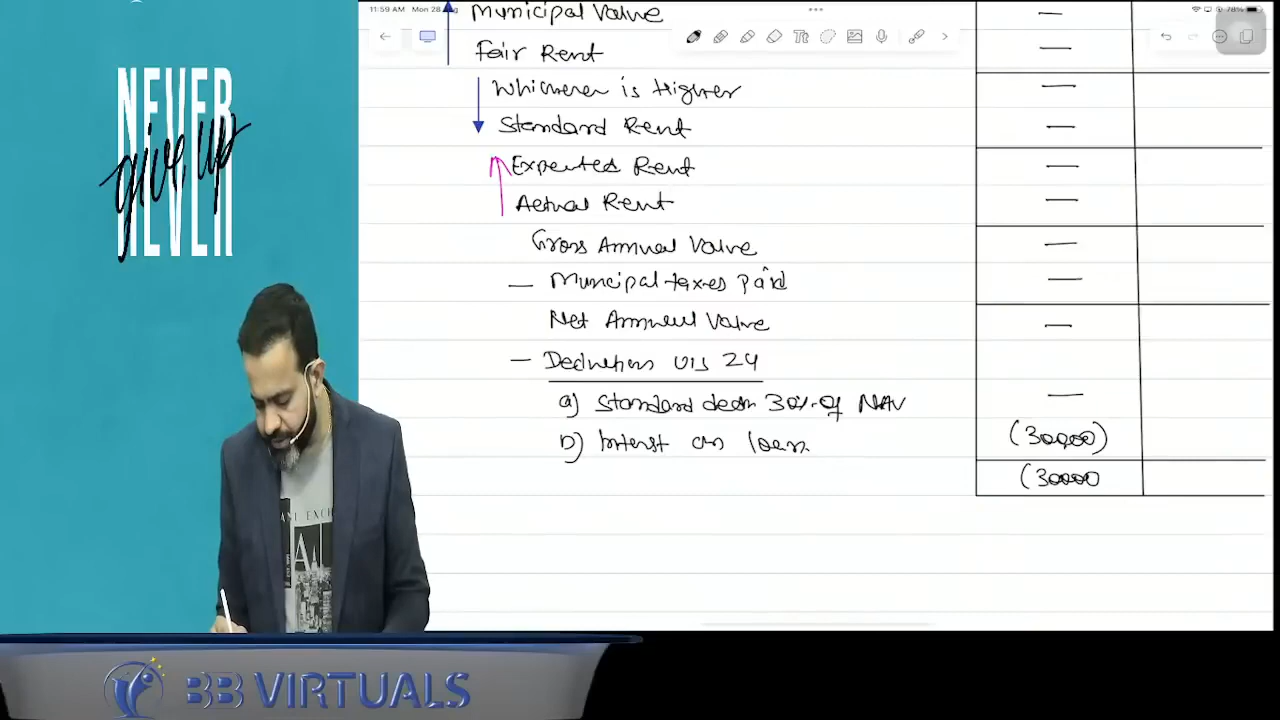 11:59 AM Mon 28
78%
Municipal Value
Fair Rent
Whichever is Higher
Standard Rent
Expected Rent
Actual Rent
Gross Annual Value
— Muncipal taxes paid
Net Annual Value
— Deductions U/s 24
a) Standard dedn 30% of NAV
b) Interest on loan
(30000)
(30000
NEVER
give up
NEVER
BB VIRTUALS